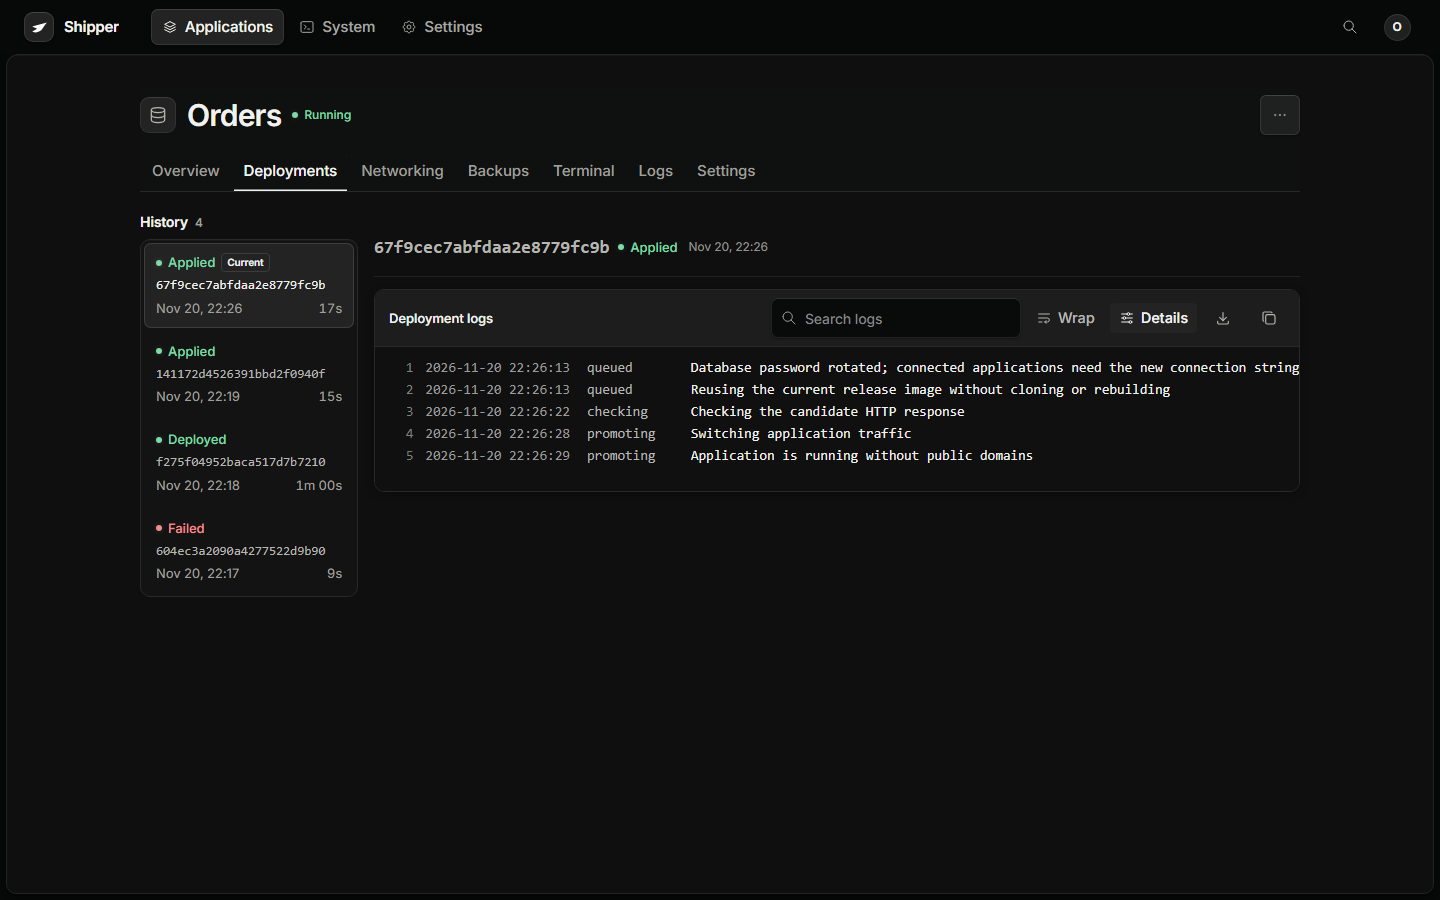 Shipper
Applications
System
Settings
O
Orders
Running
...
Overview
Deployments
Networking
Backups
Terminal
Logs
Settings
History 4
Applied Current
67f9cec7abfdaa2e8779fc9b
Nov 20, 22:26 17s
Applied
141172d4526391bbd2f0940f
Nov 20, 22:19 15s
Deployed
f275f04952baca517d7b7210
Nov 20, 22:18 1m 00s
Failed
604ec3a2090a4277522d9b90
Nov 20, 22:17 9s
67f9cec7abfdaa2e8779fc9b Applied Nov 20, 22:26
Deployment logs
Search logs
Wrap
Details
1 2026-11-20 22:26:13 queued Database password rotated; connected applications need the new connection string
2 2026-11-20 22:26:13 queued Reusing the current release image without cloning or rebuilding
3 2026-11-20 22:26:22 checking Checking the candidate HTTP response
4 2026-11-20 22:26:28 promoting Switching application traffic
5 2026-11-20 22:26:29 promoting Application is running without public domains